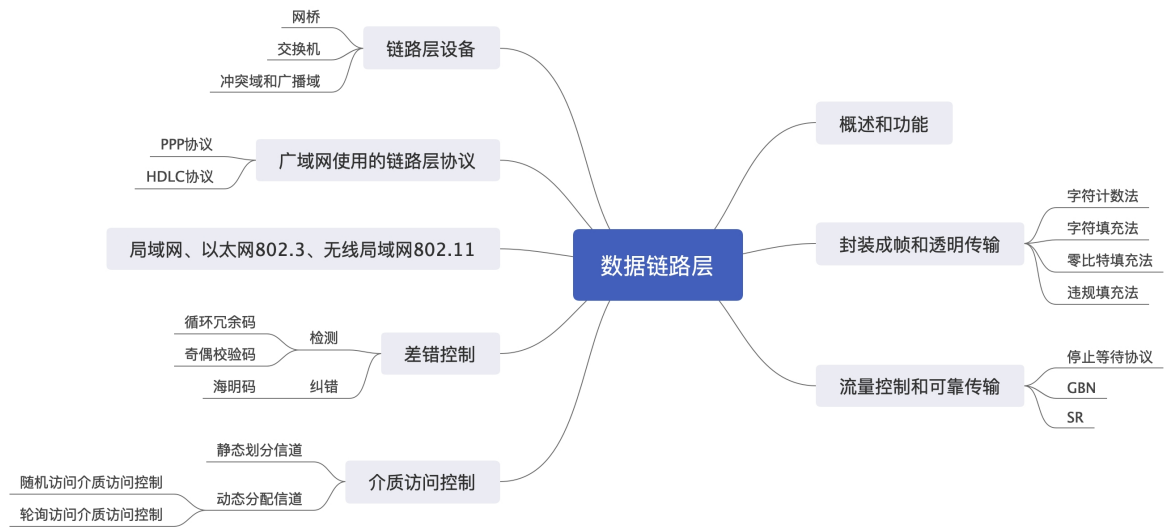 数据链路层
概述和功能
封装成帧和透明传输
字符计数法
字符填充法
零比特填充法
违规填充法
流量控制和可靠传输
停止等待协议
GBN
SR
链路层设备
网桥
交换机
冲突域和广播域
广域网使用的链路层协议
PPP协议
HDLC协议
局域网、以太网802.3、无线局域网802.11
差错控制
检测
循环冗余码
奇偶校验码
纠错
海明码
介质访问控制
静态划分信道
动态分配信道
随机访问介质访问控制
轮询访问介质访问控制